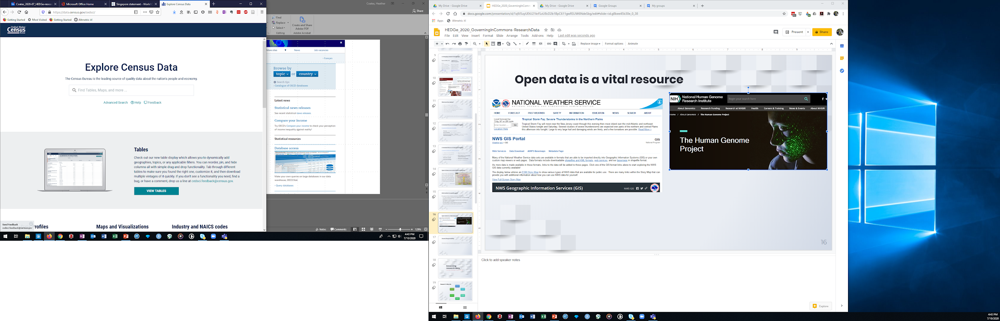 Coates_2020-07_HEDGe-resear
Microsoft Office Home
Singapore statement - World C
Explore Census Data
https://data.census.gov/cedsci/
Getting Started
Most Visited
Getting Started
Altmetric it!
United States
Census
Bureau
Explore Census Data
The Census Bureau is the leading source of quality data about the nation's people and economy.
Find Tables, Maps, and more ...
Advanced Search
Help
Feedback
Tables
Check out our new table display which allows you to dynamically add
geographies, topics, or any applicable filters. You can reorder, pin, and hide
columns all with simple drag and drop functionality. Tab through different
tables to make sure you found the right one, customize it, and then download
multiple vintages of it quickly. If you don't see a functionality you need, find a
bug, or have a comment, drop us a line at cedsci.feedback@census.gov.
VIEW TABLES
Send Feedback
cedsci.feedback@census.gov
Profiles
Maps and Visualizations
Industry and NAICS codes
Coates, Heather
Share
Find
Replace
Select
Editing
Create and Share
Adobe PDF
Adobe Acrobat
More sites
News
Job vacancies
› Français
Browse by
topic or country
Search tips
› Catalogue of OECD databases
Latest news
Statistical news releases
See recent statistical news releases.
Compare your income
Try OECD's Compare your income to check your perception
of income inequality against reality!
Statistical resources
Database access
Make your own queries on large databases in our data
warehouse, OECD.Stat.
› Query databases
Notes
Comments
129%
4:43 PM
7/10/2020
My Drive - Google Drive
HEDGe_2020_GoverningInComm
My Drive - Google Drive
Google Groups
My groups
docs.google.com/presentation/d/1q9J5uyUEtU21krFLxU8cD2b1BpC611gwRSUW6NdeSbg/edit#slide=id.g8bee45b30e_0_38
Apps
Altmetric it!
HEDGe_2020_GoverningInCommons-ResearchData
File Edit View Insert Format Slide Arrange Tools Add-ons Help
Last edit was seconds ago
Present
Share
Replace image
Format options
Animate
9
10
11
12
13
14
15
16
17
18
Governing
research data
19
Open data is a vital resource
NATIONAL WEATHER SERVICE
NATIONAL OCEANIC AND ATMOSPHERIC ADMINISTRATION
HOME FORECAST PAST WEATHER SAFETY INFORMATION EDUCATION NEWS SEARCH ABOUT
Local forecast by
"City, St" or ZIP code
Enter location ...
Go
Location Help
Tropical Storm Fay; Severe Thunderstorms in the Northern Plains
Tropical Storm Fay will move near the New Jersey coast through this evening then move inland over the mid-Atlantic and northeast
United States tonight and Saturday. Several clusters of severe thunderstorms are expected over parts of the northern and central Plains
this afternoon into tonight. Large to very large hail and damaging winds are likely, and a few tornadoes are possible. Read More >
NWS GIS Portal
Weather.gov > GIS
GIS
National Program
Web Services Data Download AWIPS Basemaps Metadata Page
Many of the National Weather Service data sets are available in formats that are able to be imported directly into Geographic Information Systems (GIS) or your own
custom map viewers or web pages. Data formats include downloadable shapefiles and KML formats, web services, and our basemaps in shapefile format.
As more data is made available in these formats, links to the data will be added to these pages. Click one of the GIS format links above to start exploring the NWS
GIS data currently available!
The display below utilizes an ESRI Story Map to show various types of NWS data that are available for public use. There are many links within the Story Map that can
provide you with additional information about how you can use NWS data for yourself.
View Full-Screen Story Map
NWS Geographic Information Services (GIS)
NWS GIS
NIH National Human Genome
Research Institute
Begin your search here
About Genomics Research Funding Research at NHGRI Health Careers & Training News & Events About NHGRI
Home / About Genomics / The Human Genome Project
The Human Genome
Project
16
Click to add speaker notes
Explore
4:43 PM
7/10/2020